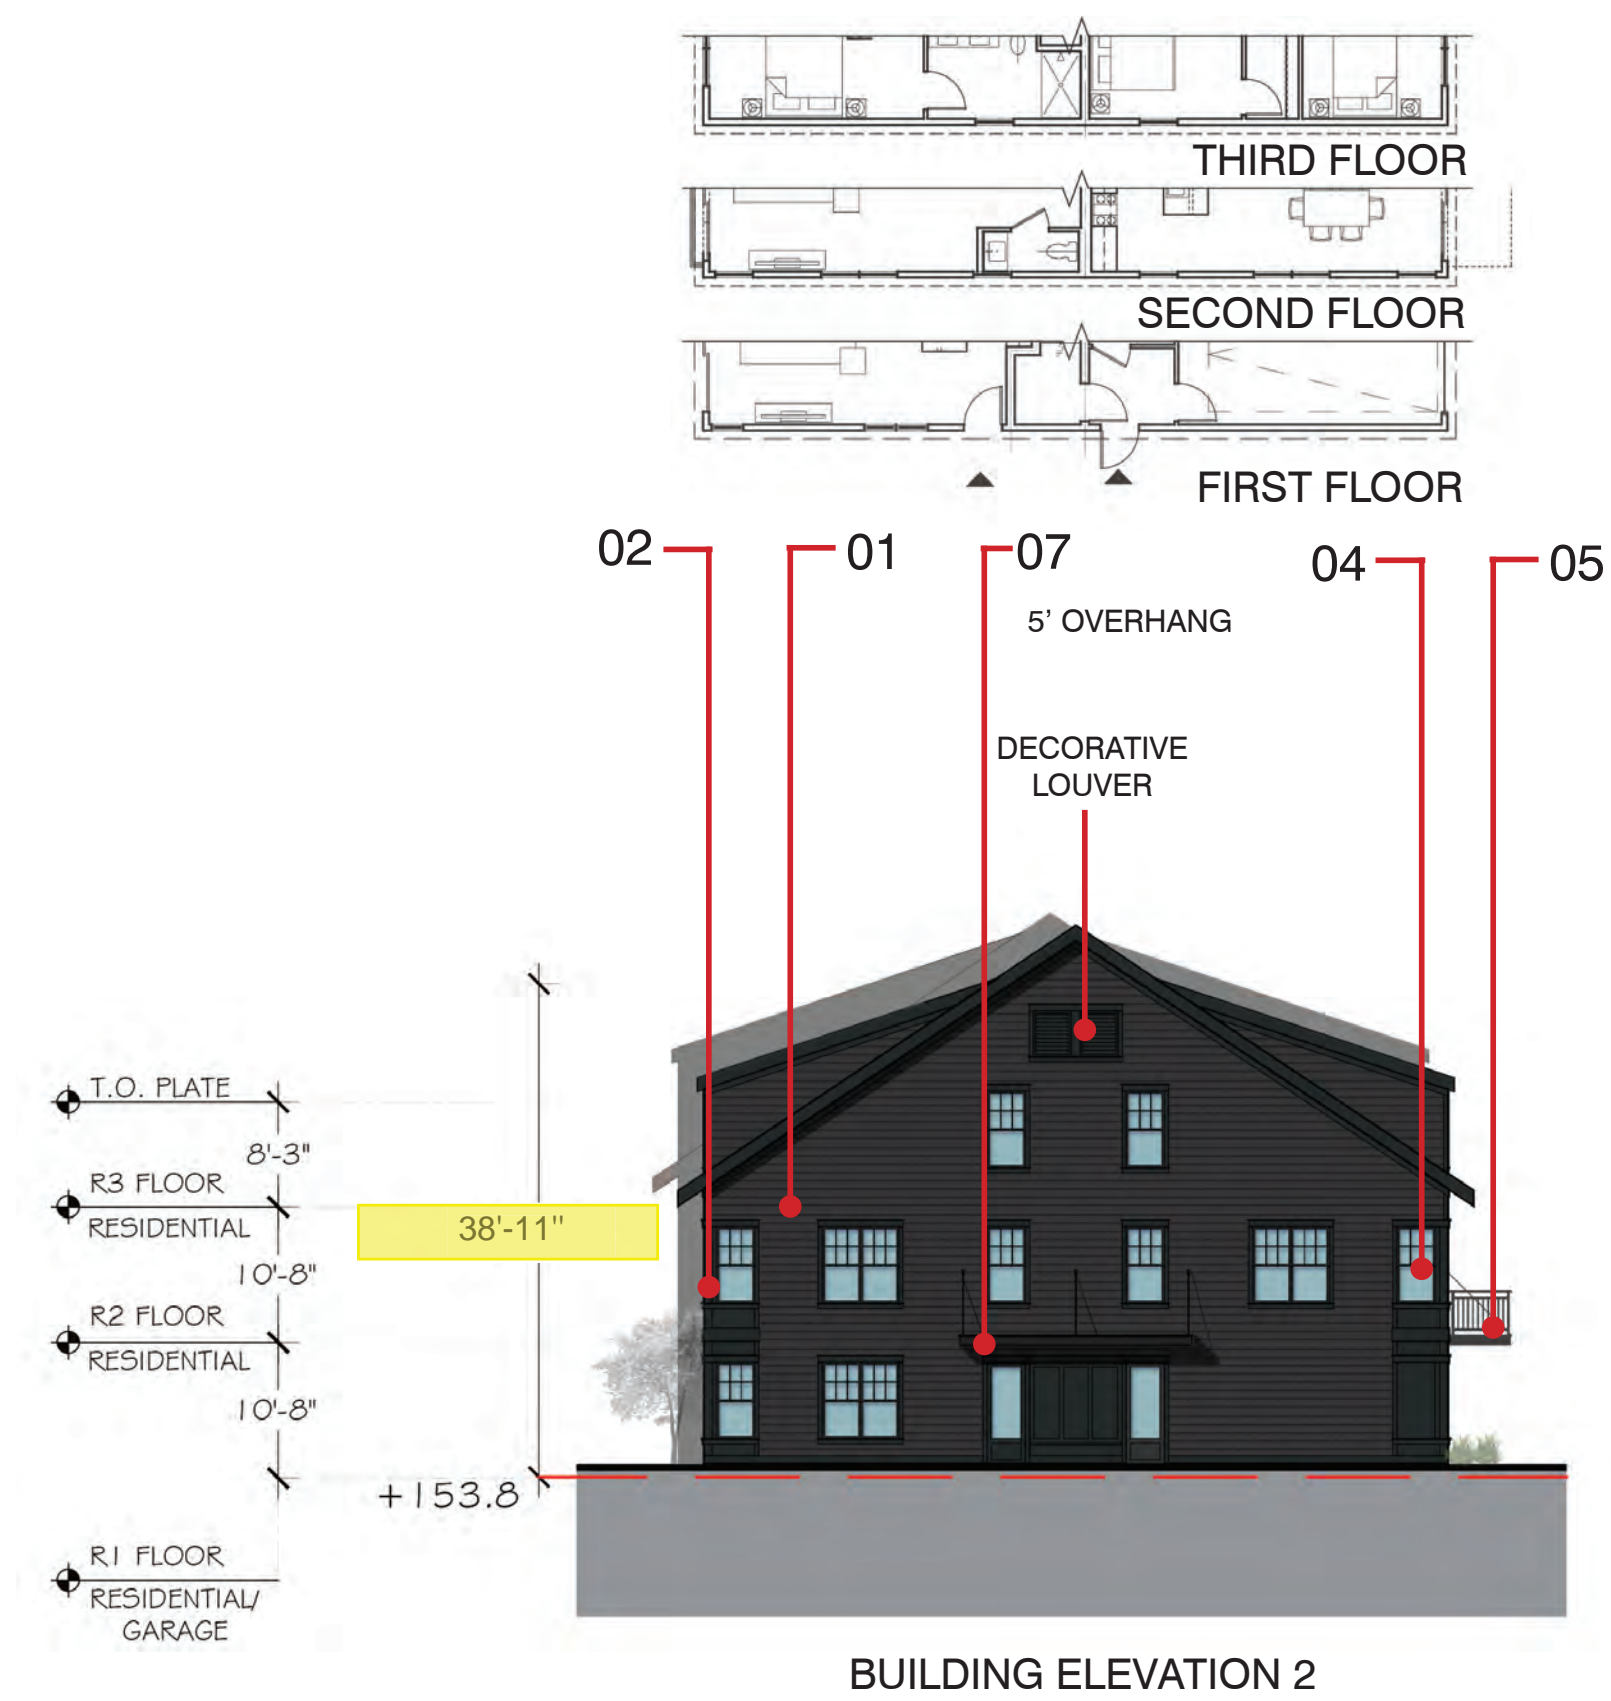 THIRD FLOOR
SECOND FLOOR
FIRST FLOOR
02
01
07
04
05
5’ OVERHANG
DECORATIVE
LOUVER
T.O. PLATE
8'-3"
R3 FLOOR
RESIDENTIAL
38'-11"
10'-8"
R2 FLOOR
RESIDENTIAL
10'-8"
+153.8
R1 FLOOR
RESIDENTIAL/
GARAGE
BUILDING ELEVATION 2